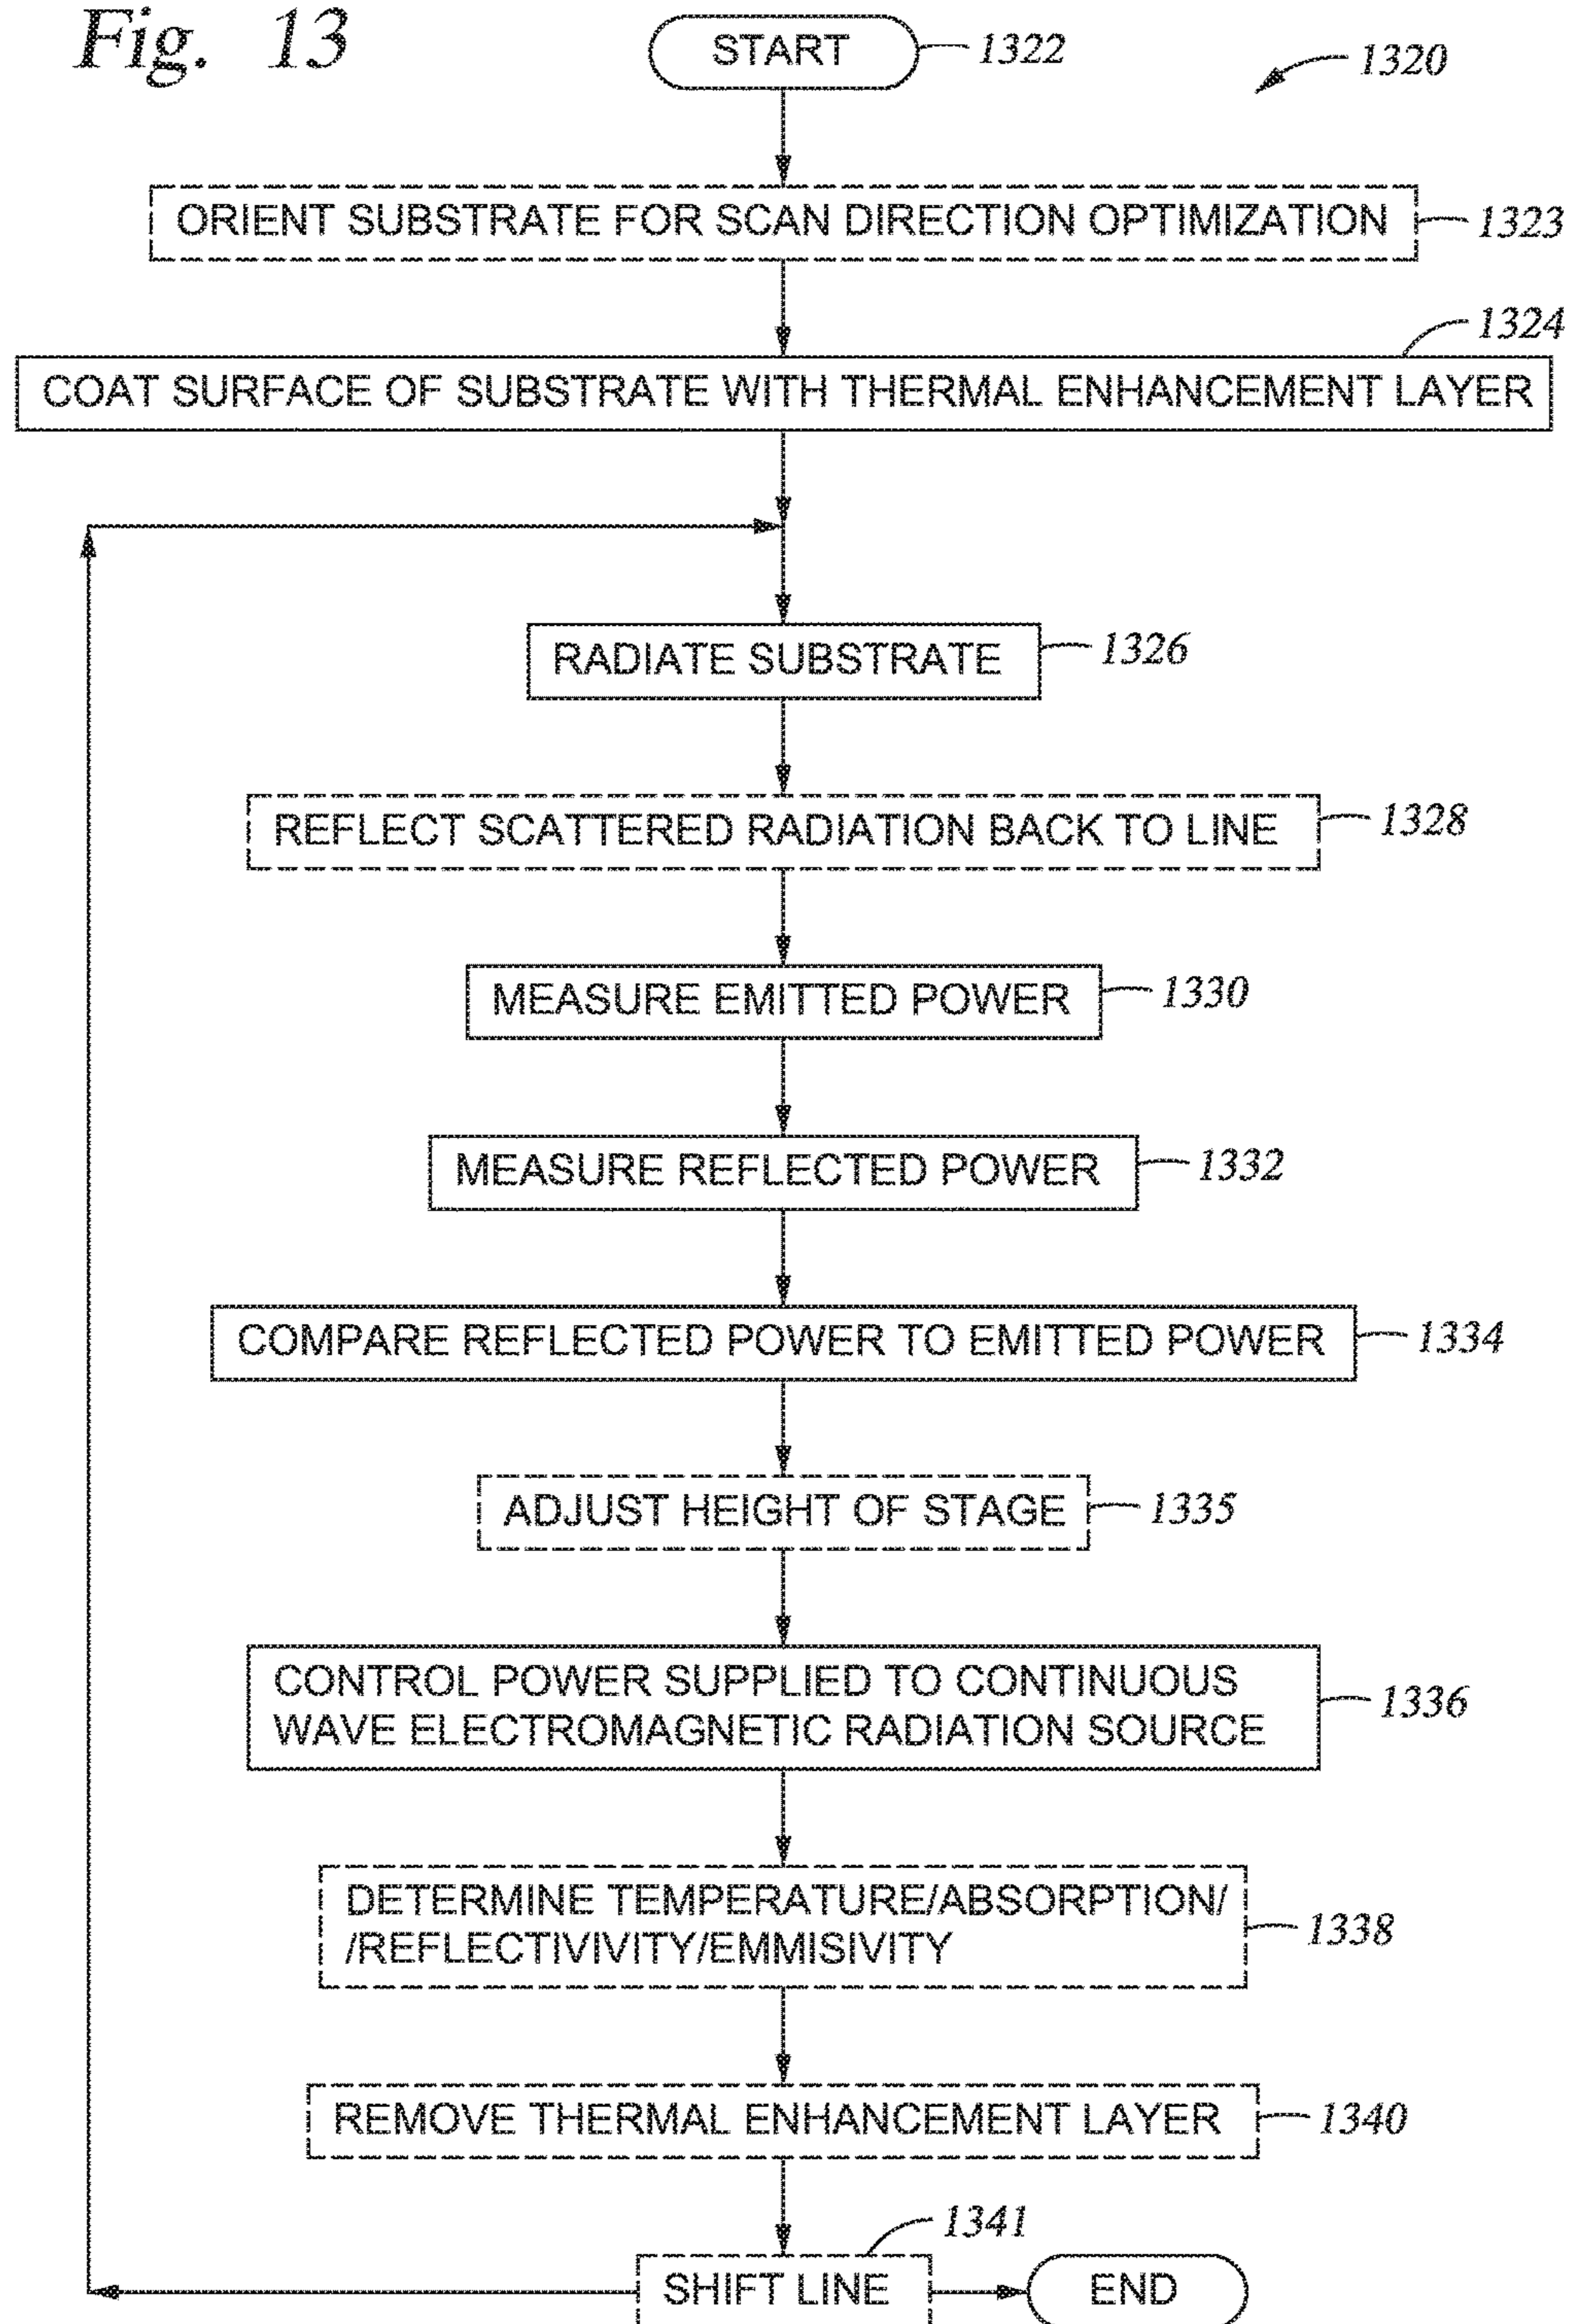 Fig. 13
START
1322
1320
ORIENT SUBSTRATE FOR SCAN DIRECTION OPTIMIZATION
1323
1324
COAT SURFACE OF SUBSTRATE WITH THERMAL ENHANCEMENT LAYER
RADIATE SUBSTRATE
1326
REFLECT SCATTERED RADIATION BACK TO LINE
1328
MEASURE EMITTED POWER
1330
MEASURE REFLECTED POWER
1332
COMPARE REFLECTED POWER TO EMITTED POWER
1334
ADJUST HEIGHT OF STAGE
1335
CONTROL POWER SUPPLIED TO CONTINUOUS
WAVE ELECTROMAGNETIC RADIATION SOURCE
1336
DETERMINE TEMPERATURE/ABSORPTION/
/REFLECTIVIVITY/EMMISIVITY
1338
REMOVE THERMAL ENHANCEMENT LAYER
1340
1341
SHIFT LINE
END